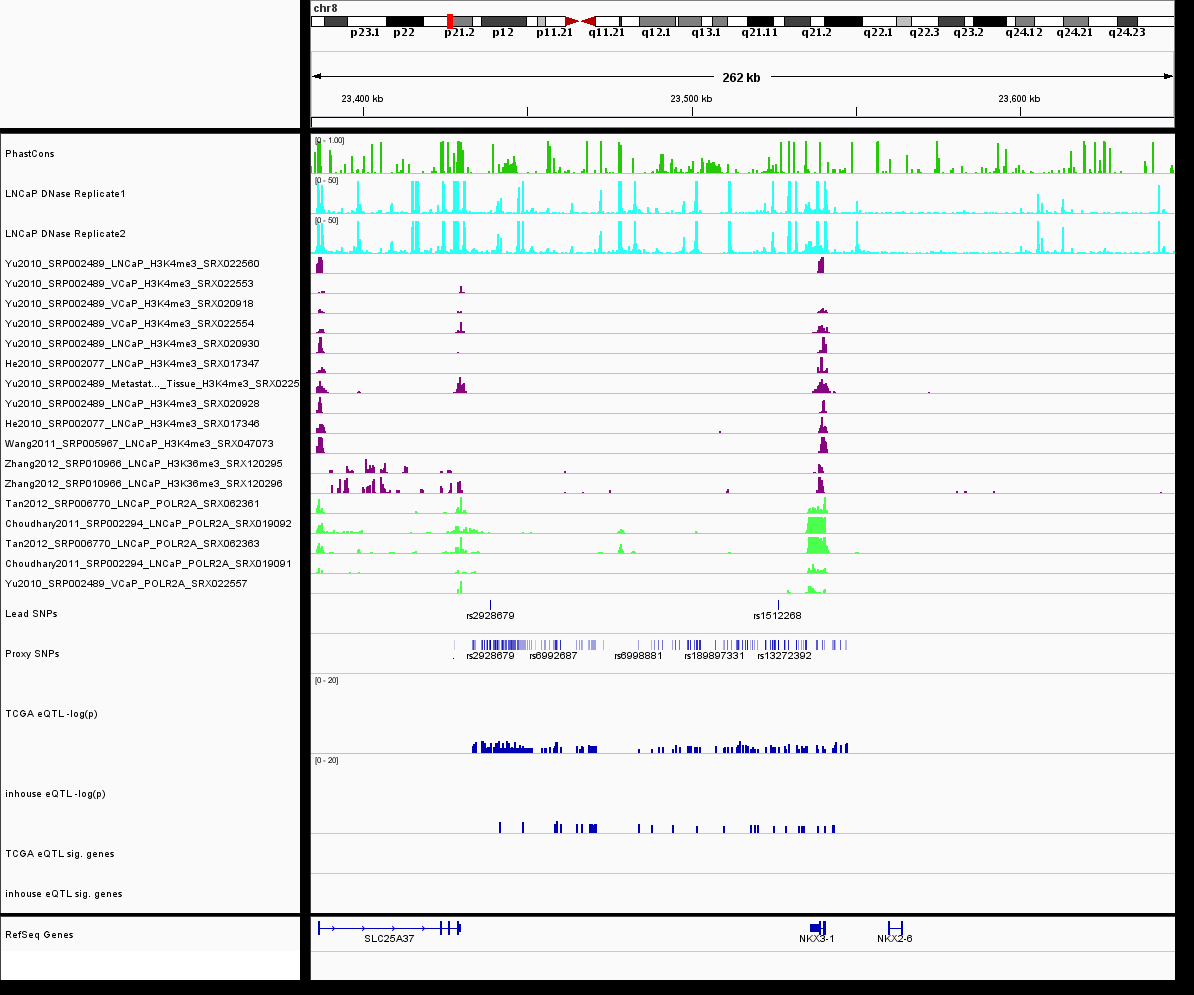 chr8
p23.1 p22 p21.2 p12 p11.21 q11.21 q12.1 q13.1 q21.11 q21.2 q22.1 q22.3 q23.2 q24.12 q24.21 q24.23
262 kb
23,400 kb 23,500 kb 23,600 kb
[0 - 1.00]
PhastCons
[0 - 50]
LNCaP DNase Replicate1
[0 - 50]
LNCaP DNase Replicate2
Yu2010_SRP002489_LNCaP_H3K4me3_SRX022560
Yu2010_SRP002489_VCaP_H3K4me3_SRX022553
Yu2010_SRP002489_VCaP_H3K4me3_SRX020918
Yu2010_SRP002489_VCaP_H3K4me3_SRX022554
Yu2010_SRP002489_LNCaP_H3K4me3_SRX020930
He2010_SRP002077_LNCaP_H3K4me3_SRX017347
Yu2010_SRP002489_Metastat..._Tissue_H3K4me3_SRX0225
Yu2010_SRP002489_LNCaP_H3K4me3_SRX020928
He2010_SRP002077_LNCaP_H3K4me3_SRX017346
Wang2011_SRP005967_LNCaP_H3K4me3_SRX047073
Zhang2012_SRP010966_LNCaP_H3K36me3_SRX120295
Zhang2012_SRP010966_LNCaP_H3K36me3_SRX120296
Tan2012_SRP006770_LNCaP_POLR2A_SRX062361
Choudhary2011_SRP002294_LNCaP_POLR2A_SRX019092
Tan2012_SRP006770_LNCaP_POLR2A_SRX062363
Choudhary2011_SRP002294_LNCaP_POLR2A_SRX019091
Yu2010_SRP002489_VCaP_POLR2A_SRX022557
Lead SNPs
rs2928679 rs1512268
Proxy SNPs
. rs2928679 rs6992687 rs6998881 rs189897331 rs13272392
[0 - 20]
TCGA eQTL -log(p)
[0 - 20]
inhouse eQTL -log(p)
TCGA eQTL sig. genes
inhouse eQTL sig. genes
RefSeq Genes
SLC25A37 NKX3-1 NKX2-6